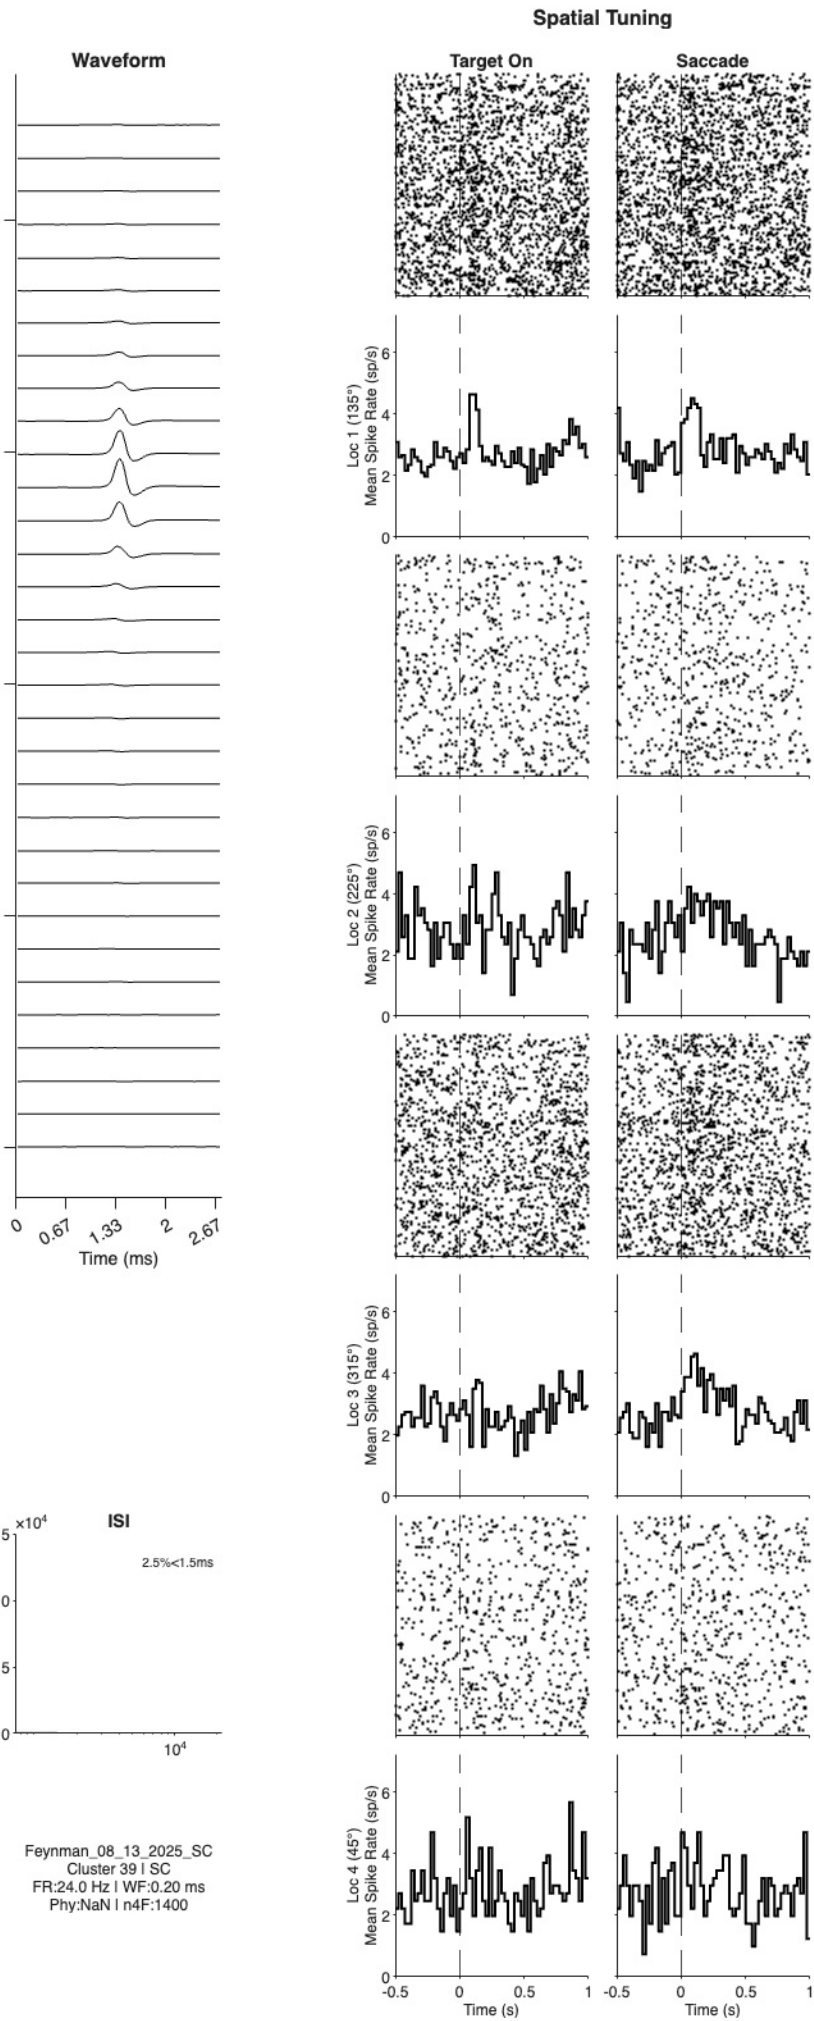 Spatial Tuning
Waveform
Target On
Saccade
Loc 1 (135°)
Mean Spike Rate (sp/s)
6
4
2
0
Loc 2 (225°)
Mean Spike Rate (sp/s)
6
4
2
0
0
0.67
1.33
2
2.67
Time (ms)
Loc 3 (315°)
Mean Spike Rate (sp/s)
6
4
2
0
×10⁴
ISI
5
2.5%<1.5ms
0
5
0
10⁴
Loc 4 (45°)
Mean Spike Rate (sp/s)
6
4
2
0
Feynman_08_13_2025_SC
Cluster 39 | SC
FR:24.0 Hz | WF:0.20 ms
Phy:NaN | n4F:1400
-0.5
0
0.5
1
Time (s)
-0.5
0
0.5
1
Time (s)